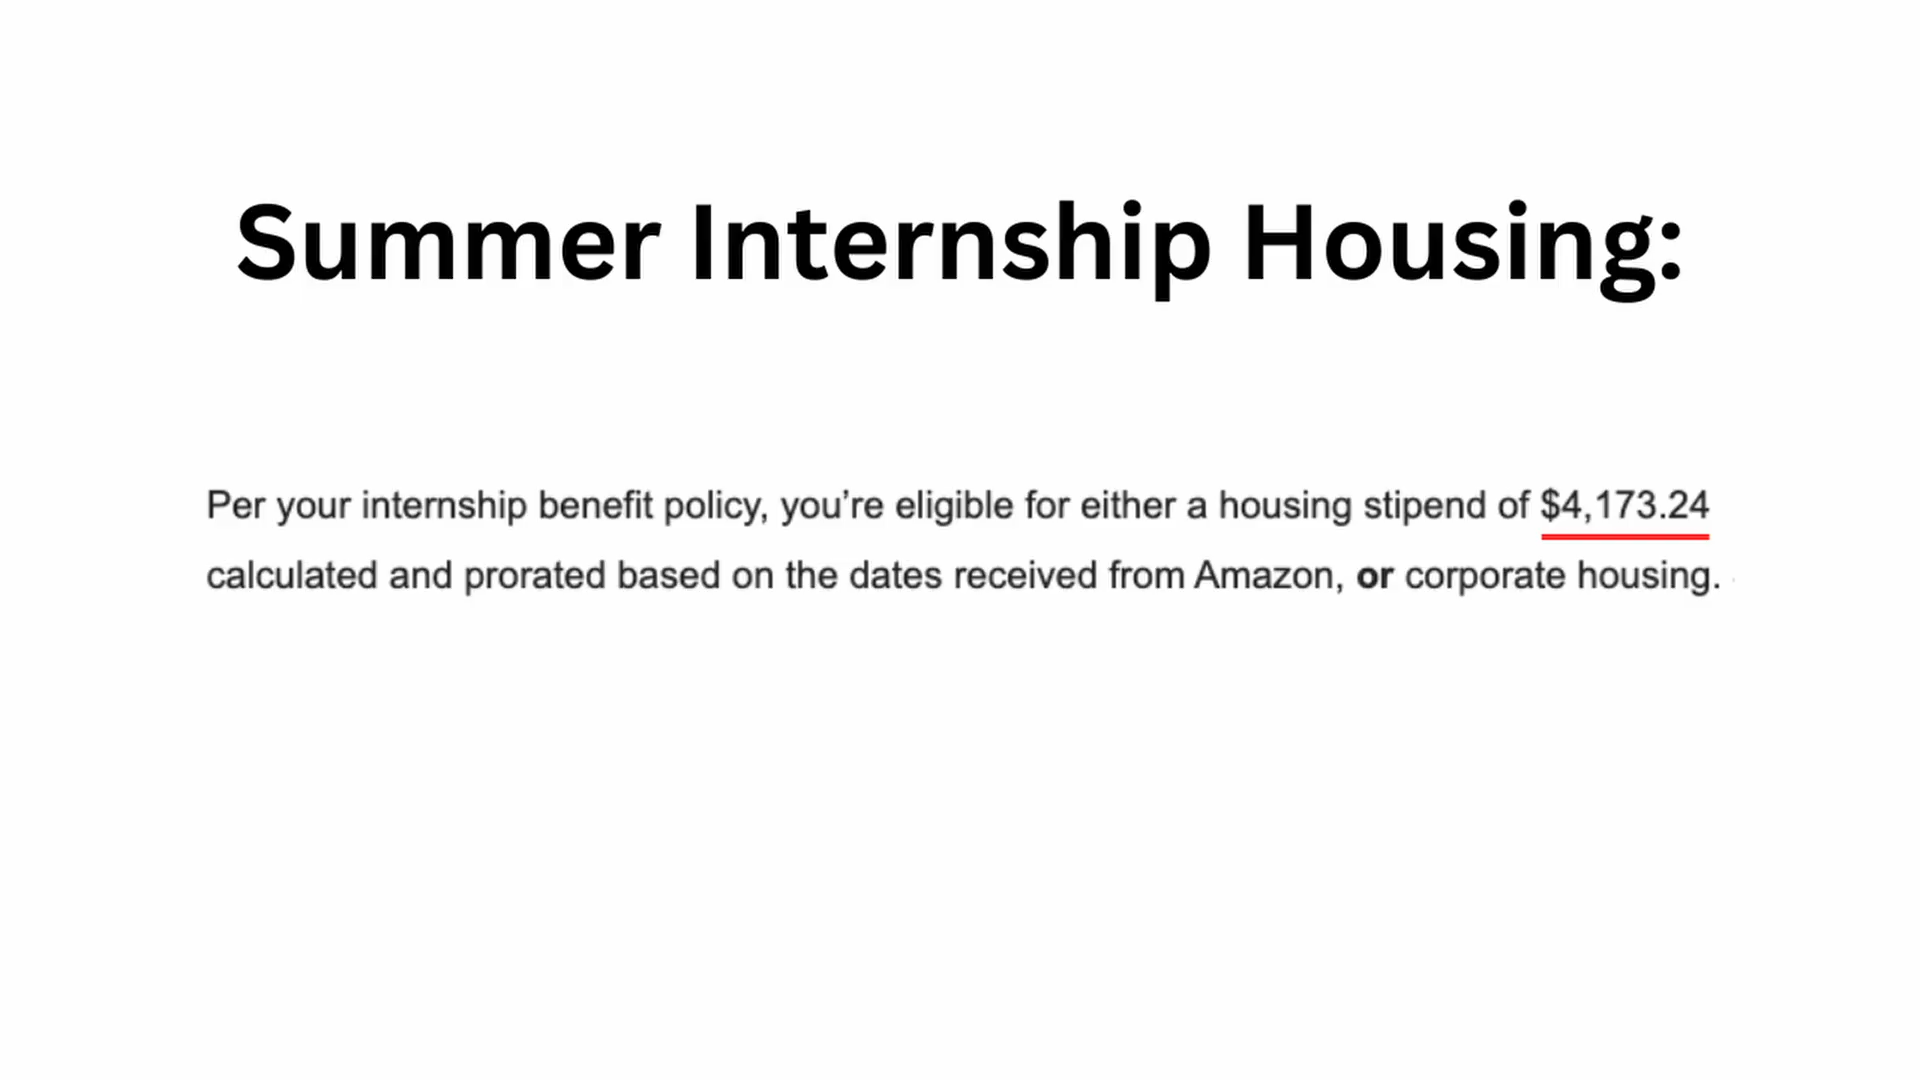 Summer Internship Housing:
Per your internship benefit policy, you’re eligible for either a housing stipend of $4,173.24
calculated and prorated based on the dates received from Amazon, or corporate housing.